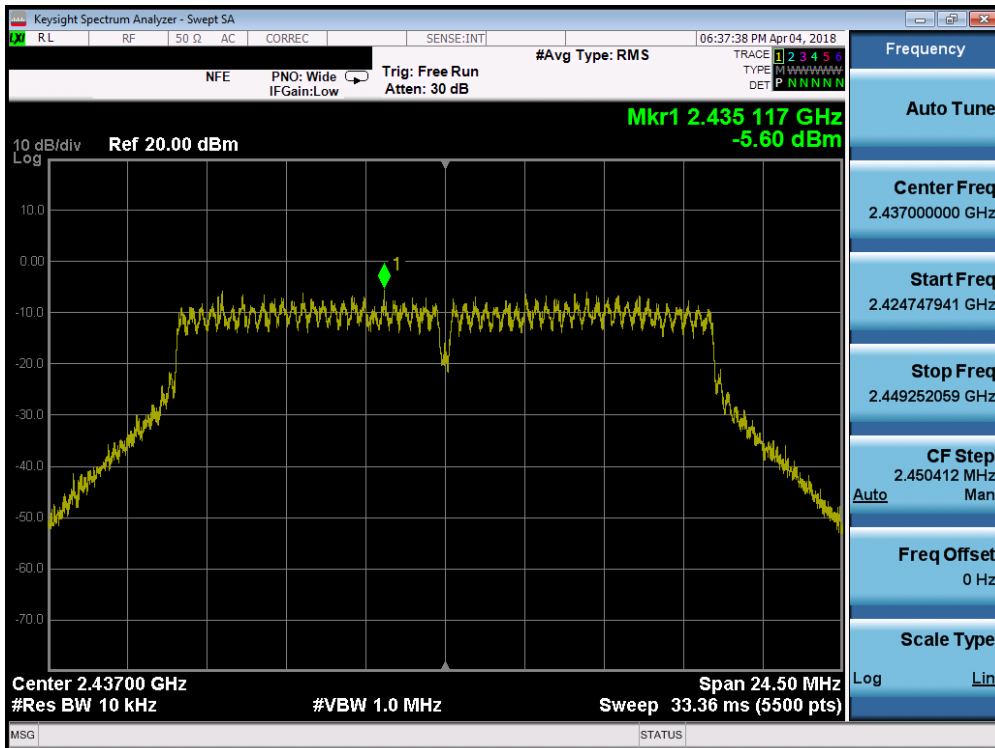 Keysight Spectrum Analyzer - Swept SA
LXI RL RF 50 Ω AC CORREC SENSE:INT 06:37:38 PM Apr 04, 2018
#Avg Type: RMS
TRACE 1 2 3 4 5 6
TYPE M W W W W W
DET P N N N N N
NFE
PNO: Wide
IFGain:Low
Trig: Free Run
Atten: 30 dB
Mkr1 2.435 117 GHz
-5.60 dBm
10 dB/div
Log
Ref 20.00 dBm
10.0
0.00
-10.0
-20.0
-30.0
-40.0
-50.0
-60.0
-70.0
1
Center 2.43700 GHz
#Res BW 10 kHz
#VBW 1.0 MHz
Span 24.50 MHz
Sweep 33.36 ms (5500 pts)
MSG
STATUS
Frequency
Auto Tune
Center Freq
2.437000000 GHz
Start Freq
2.424747941 GHz
Stop Freq
2.449252059 GHz
CF Step
2.450412 MHz
Auto Man
Freq Offset
0 Hz
Scale Type
Log Lin